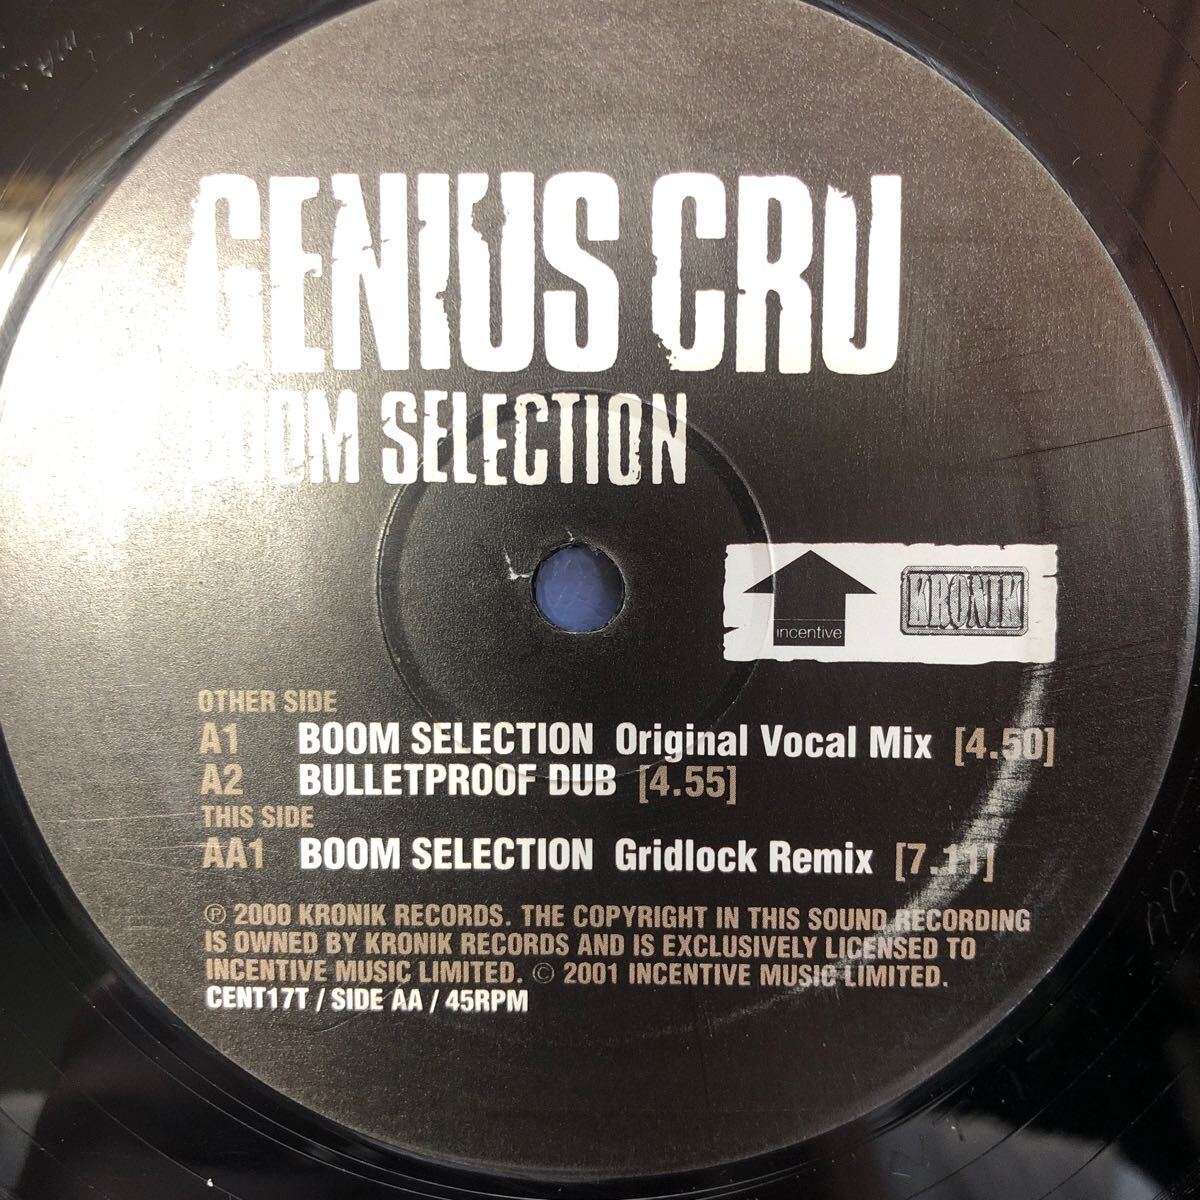 GENIUS CRU
BOOM SELECTION
incentive
KRONIK
OTHER SIDE
A1 BOOM SELECTION Original Vocal Mix [4.50]
A2 BULLETPROOF DUB [4.55]
THIS SIDE
AA1 BOOM SELECTION Gridlock Remix [7.11]
℗ 2000 KRONIK RECORDS. THE COPYRIGHT IN THIS SOUND RECORDING
IS OWNED BY KRONIK RECORDS AND IS EXCLUSIVELY LICENSED TO
INCENTIVE MUSIC LIMITED. © 2001 INCENTIVE MUSIC LIMITED.
CENT17T / SIDE AA / 45RPM